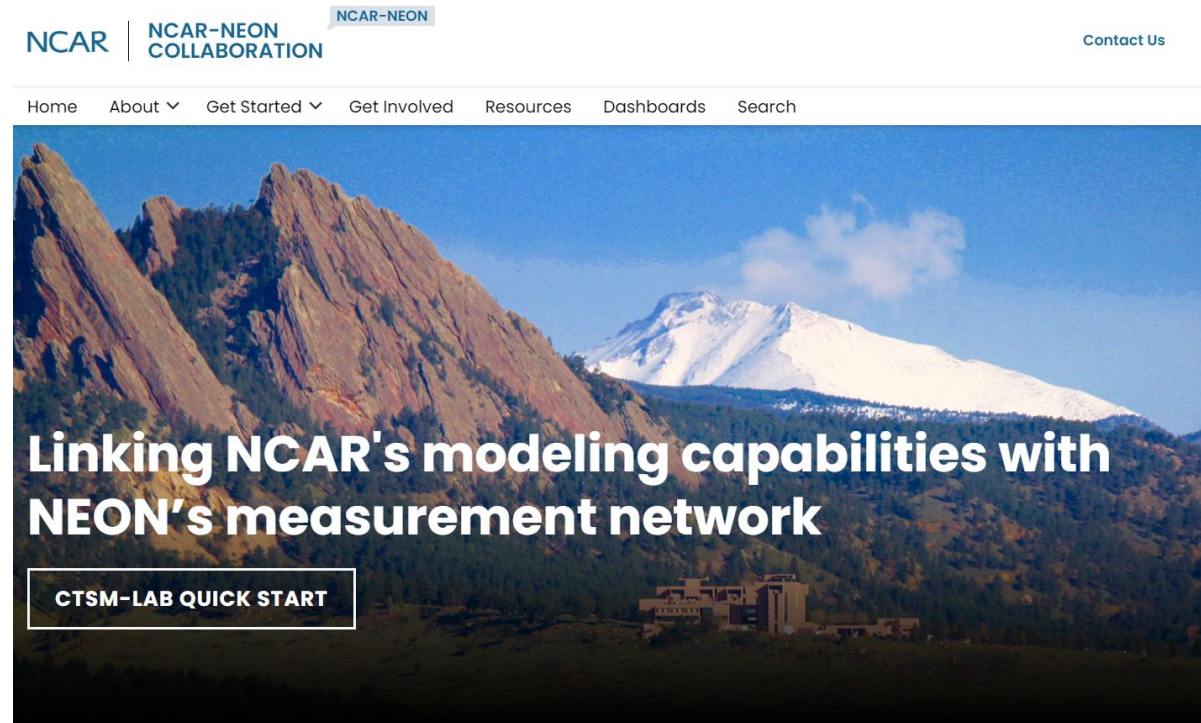 NCAR-NEON
NCAR
NCAR-NEON
COLLABORATION
Contact Us
Home About Get Started Get Involved Resources Dashboards Search
Linking NCAR's modeling capabilities with
NEON’s measurement network
CTSM-LAB QUICK START